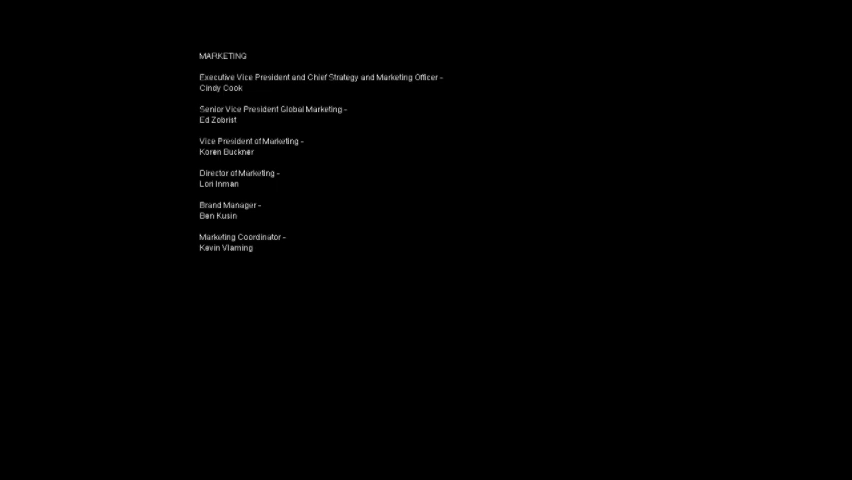 MARKETING
Executive Vice President and Chief Strategy and Marketing Officer -
Cindy Cook
Senior Vice President Global Marketing -
Ed Zobrist
Vice President of Marketing -
Koren Buckner
Director of Marketing -
Lori Inman
Brand Manager -
Ben Kusin
Marketing Coordinator -
Kevin Vlaming